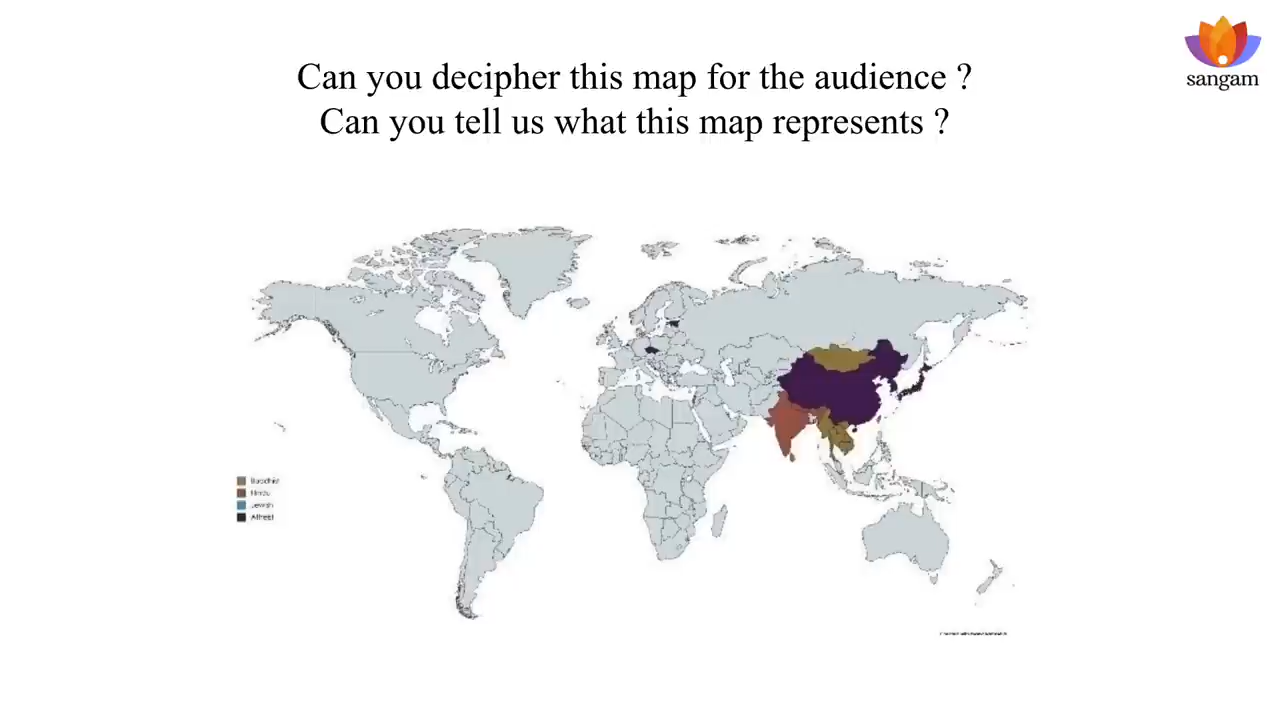 sangam
Can you decipher this map for the audience ?
Can you tell us what this map represents ?
Buddhist
Hindu
Jewish
Atheist